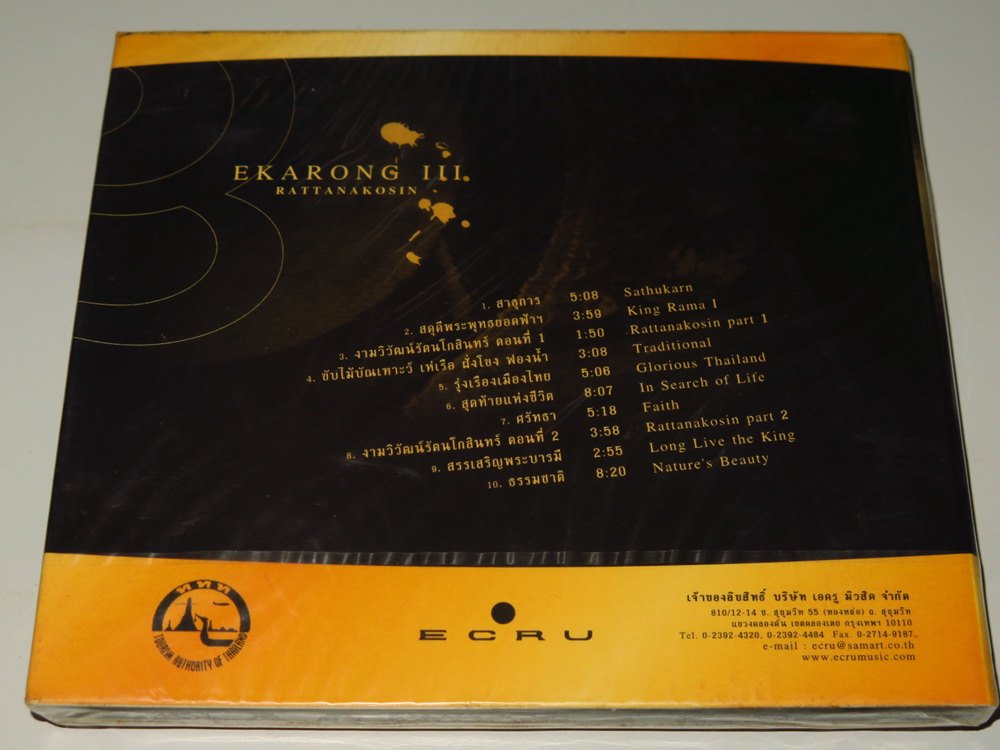 EKARONG III
RATTANAKOSIN
1. สาธุการ 5:08 Sathukarn
2. สดุดีพระพุทธยอดฟ้าฯ 3:59 King Rama I
3. งามวิวัฒน์รัตนโกสินทร์ ตอนที่ 1 1:50 Rattanakosin part 1
4. ขับไม้บัณเฑาะว์ เห่เรือ ฝั่งโขง ฟองน้ำ 3:08 Traditional
5. รุ่งเรืองเมืองไทย 5:06 Glorious Thailand
6. สุดท้ายแห่งชีวิต 8:07 In Search of Life
7. ศรัทธา 5:18 Faith
8. งามวิวัฒน์รัตนโกสินทร์ ตอนที่ 2 3:58 Rattanakosin part 2
9. สรรเสริญพระบารมี 2:55 Long Live the King
10. ธรรมชาติ 8:20 Nature's Beauty
ททท
TOURISM AUTHORITY OF THAILAND
ECRU
เจ้าของลิขสิทธิ์ บริษัท เอครู มิวสิค จำกัด
810/12-14 ซ. สุขุมวิท 55 (ทองหล่อ) ถ. สุขุมวิท
แขวงคลองตัน เขตคลองเตย กรุงเทพฯ 10110
Tel. 0-2392-4320, 0-2392-4484 Fax. 0-2714-9187
e-mail : ecru@samart.co.th
www.ecrumusic.com